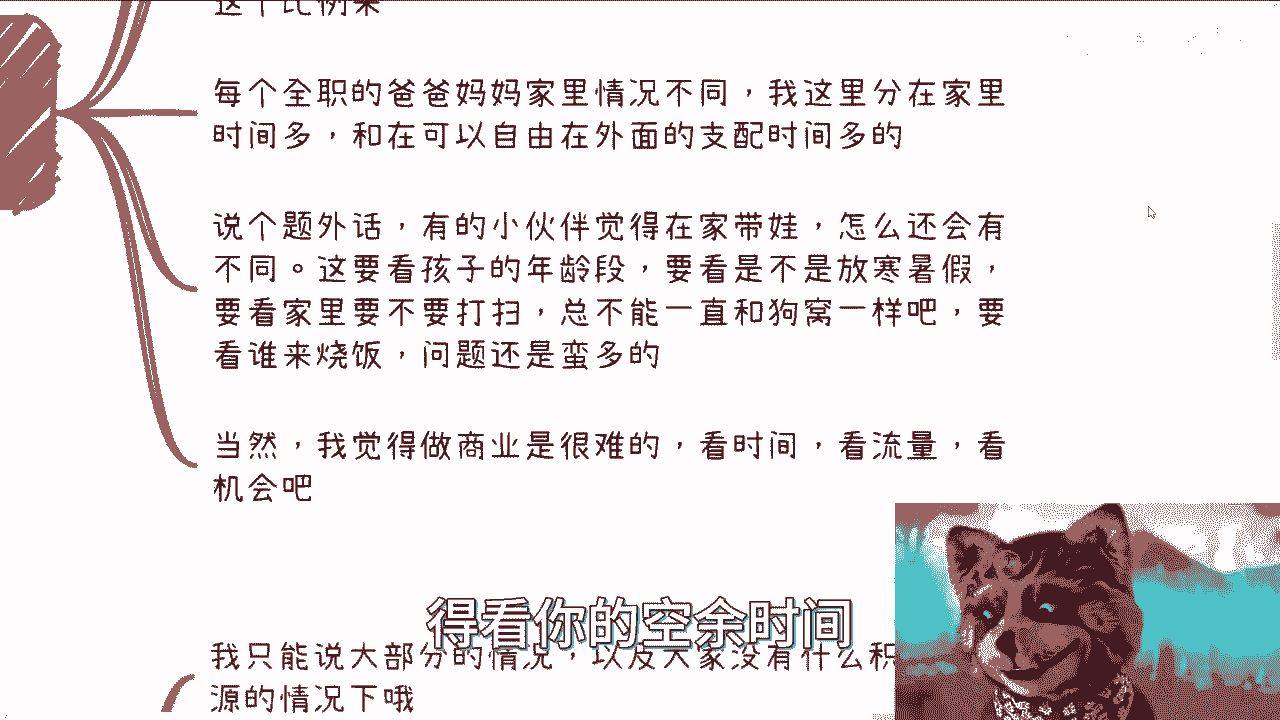 这个比例来
每个全职的爸爸妈妈家里情况不同，我这里分在家里
时间多，和在可以自由在外面的支配时间多的
说个题外话，有的小伙伴觉得在家带娃，怎么还会有
不同。这要看孩子的年龄段，要看是不是放寒暑假，
要看家里要不要打扫，总不能一直和狗窝一样吧，要
看谁来烧饭，问题还是蛮多的
当然，我觉得做商业是很难的，看时间，看流量，看
机会吧
得看你的空余时间
我只能说大部分的情况，以及大家没有什么积
源的情况下哦